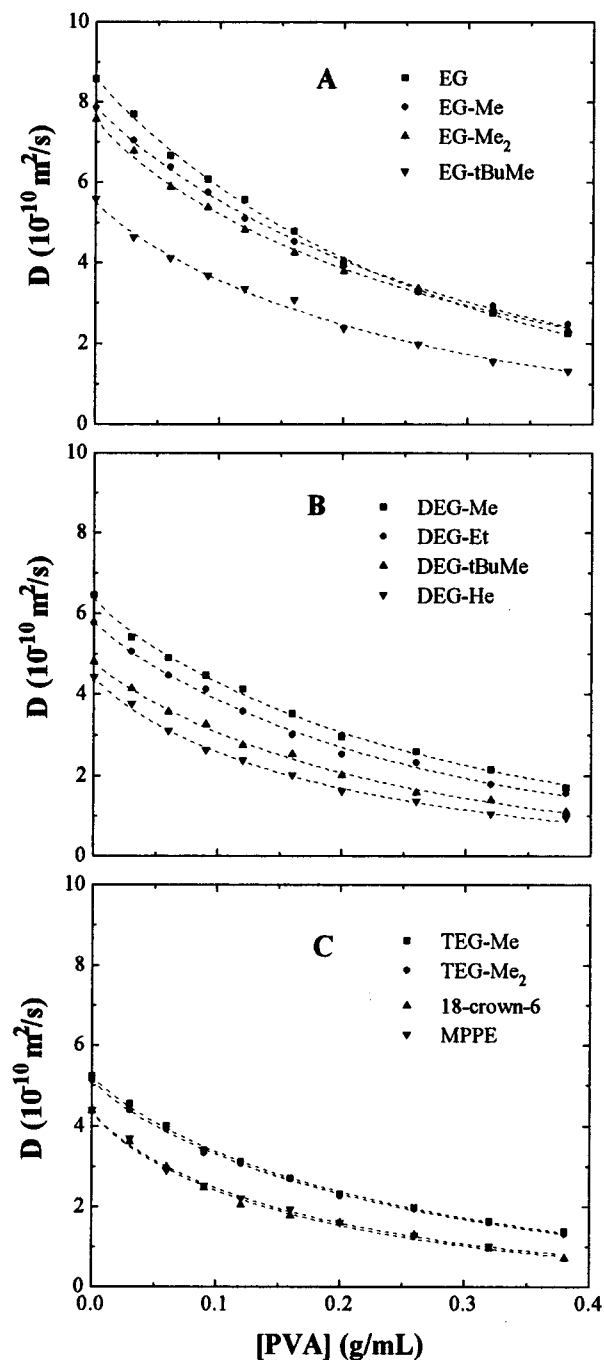 10
8
6
4
2
0
D (10⁻¹⁰ m²/s)
A
EG
EG-Me
EG-Me₂
EG-tBuMe
10
8
6
4
2
0
D (10⁻¹⁰ m²/s)
B
DEG-Me
DEG-Et
DEG-tBuMe
DEG-He
10
8
6
4
2
0
D (10⁻¹⁰ m²/s)
C
TEG-Me
TEG-Me₂
18-crown-6
MPPE
0.0 0.1 0.2 0.3 0.4
[PVA] (g/mL)